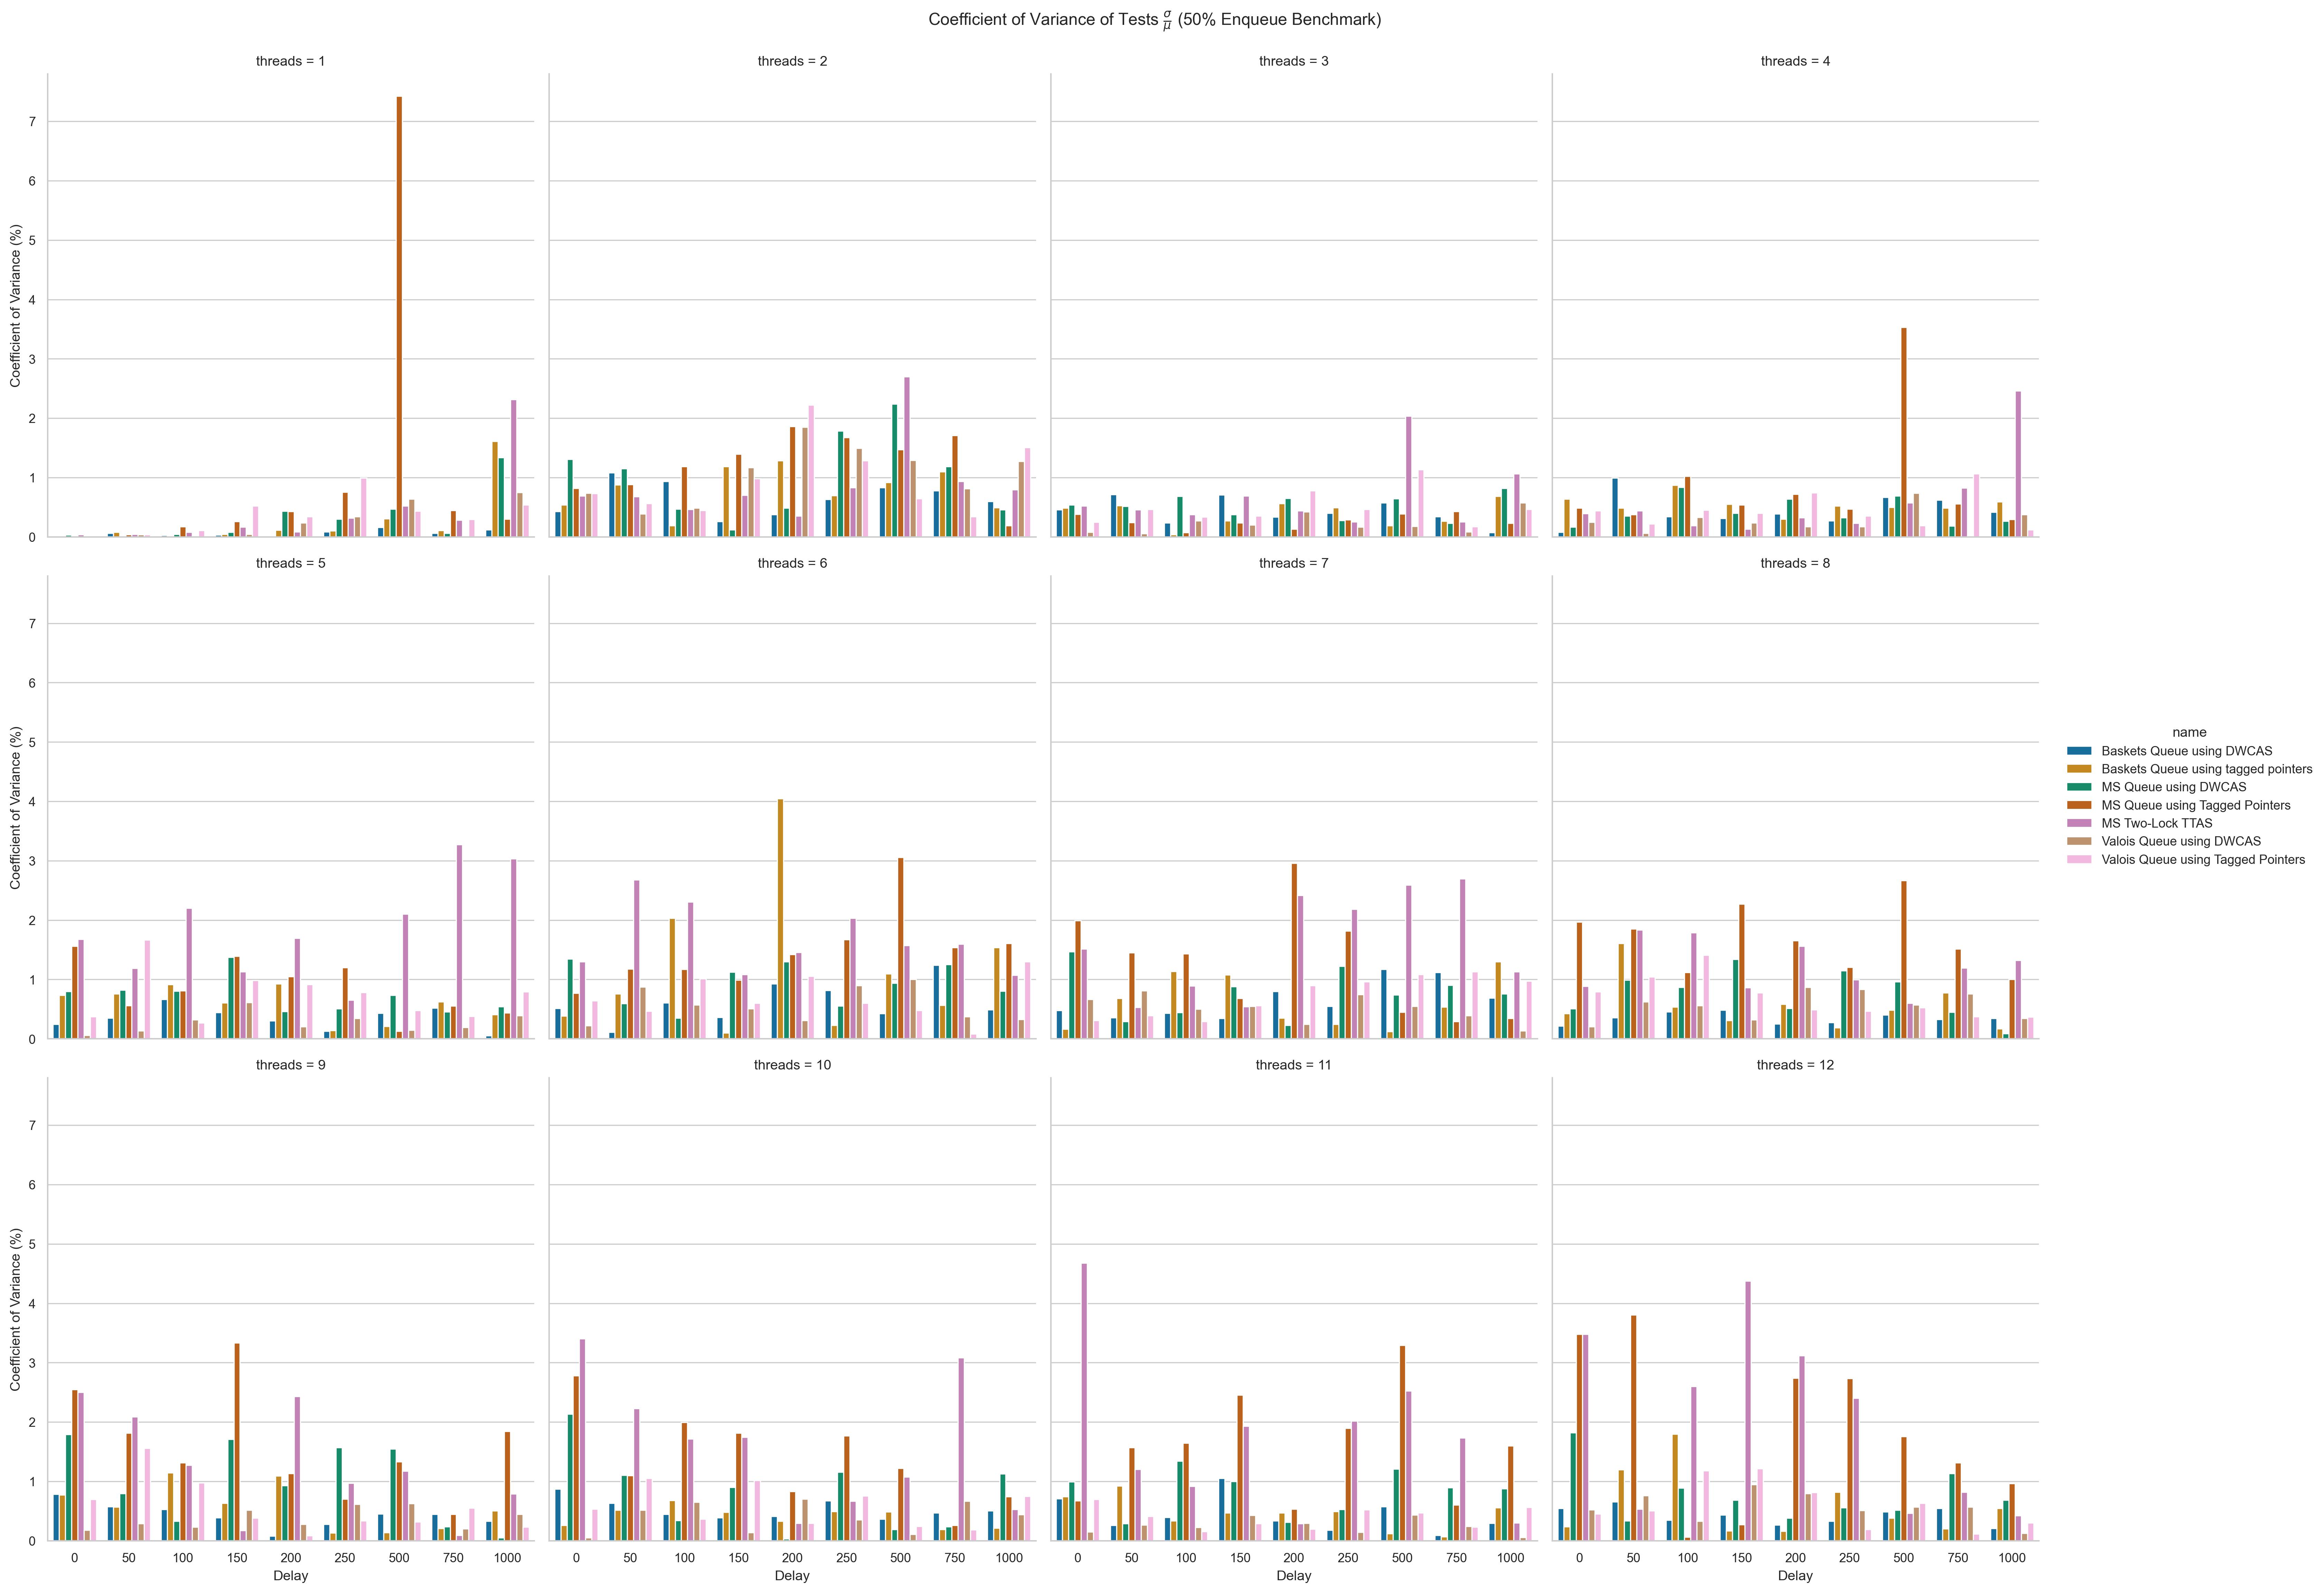 Coefficient of Variance of Tests σ/μ (50% Enqueue Benchmark)
threads = 1
threads = 2
threads = 3
threads = 4
7
6
5
4
3
2
1
0
Coefficient of Variance (%)
threads = 5
threads = 6
threads = 7
threads = 8
7
6
5
4
3
2
1
0
Coefficient of Variance (%)
name
Baskets Queue using DWCAS
Baskets Queue using tagged pointers
MS Queue using DWCAS
MS Queue using Tagged Pointers
MS Two-Lock TTAS
Valois Queue using DWCAS
Valois Queue using Tagged Pointers
threads = 9
threads = 10
threads = 11
threads = 12
7
6
5
4
3
2
1
0
Coefficient of Variance (%)
0 50 100 150 200 250 500 750 1000
Delay
0 50 100 150 200 250 500 750 1000
Delay
0 50 100 150 200 250 500 750 1000
Delay
0 50 100 150 200 250 500 750 1000
Delay